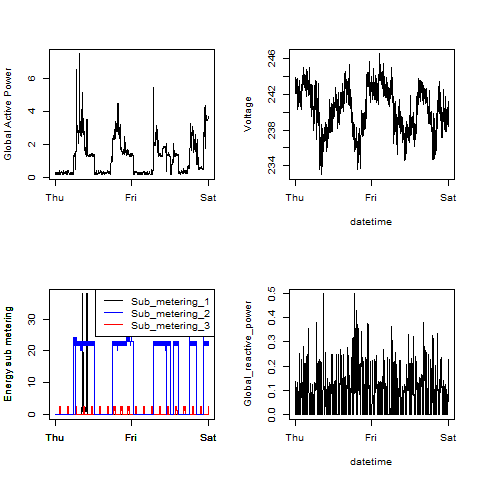 Global Active Power
6
4
2
0
Thu
Fri
Sat
Voltage
246
242
238
234
Thu
Fri
Sat
datetime
Energy sub metering
30
20
10
0
Sub_metering_1
Sub_metering_2
Sub_metering_3
Thu
Fri
Sat
Global_reactive_power
0.5
0.4
0.3
0.2
0.1
0.0
Thu
Fri
Sat
datetime